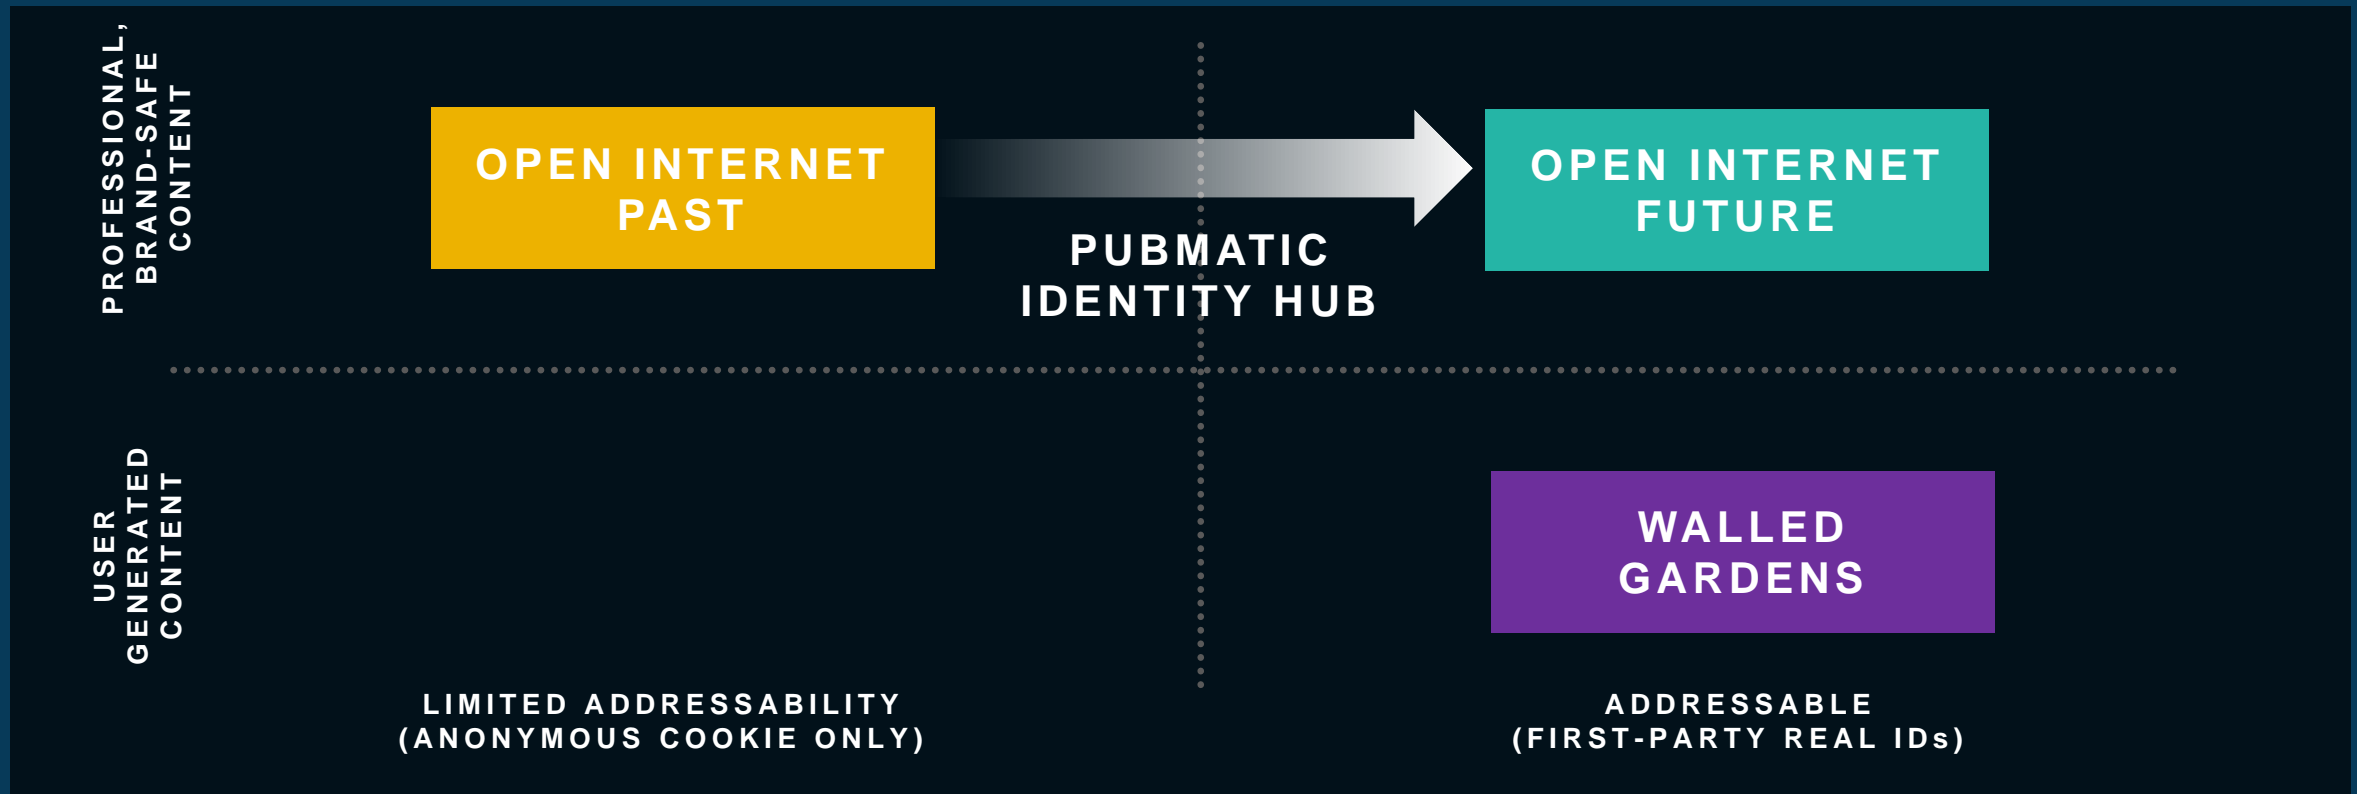 PROFESSIONAL,
BRAND-SAFE
CONTENT
OPEN INTERNET
PAST
PUBMATIC
IDENTITY HUB
OPEN INTERNET
FUTURE
USER
GENERATED
CONTENT
WALLED
GARDENS
LIMITED ADDRESSABILITY
(ANONYMOUS COOKIE ONLY)
ADDRESSABLE
(FIRST-PARTY REAL IDs)